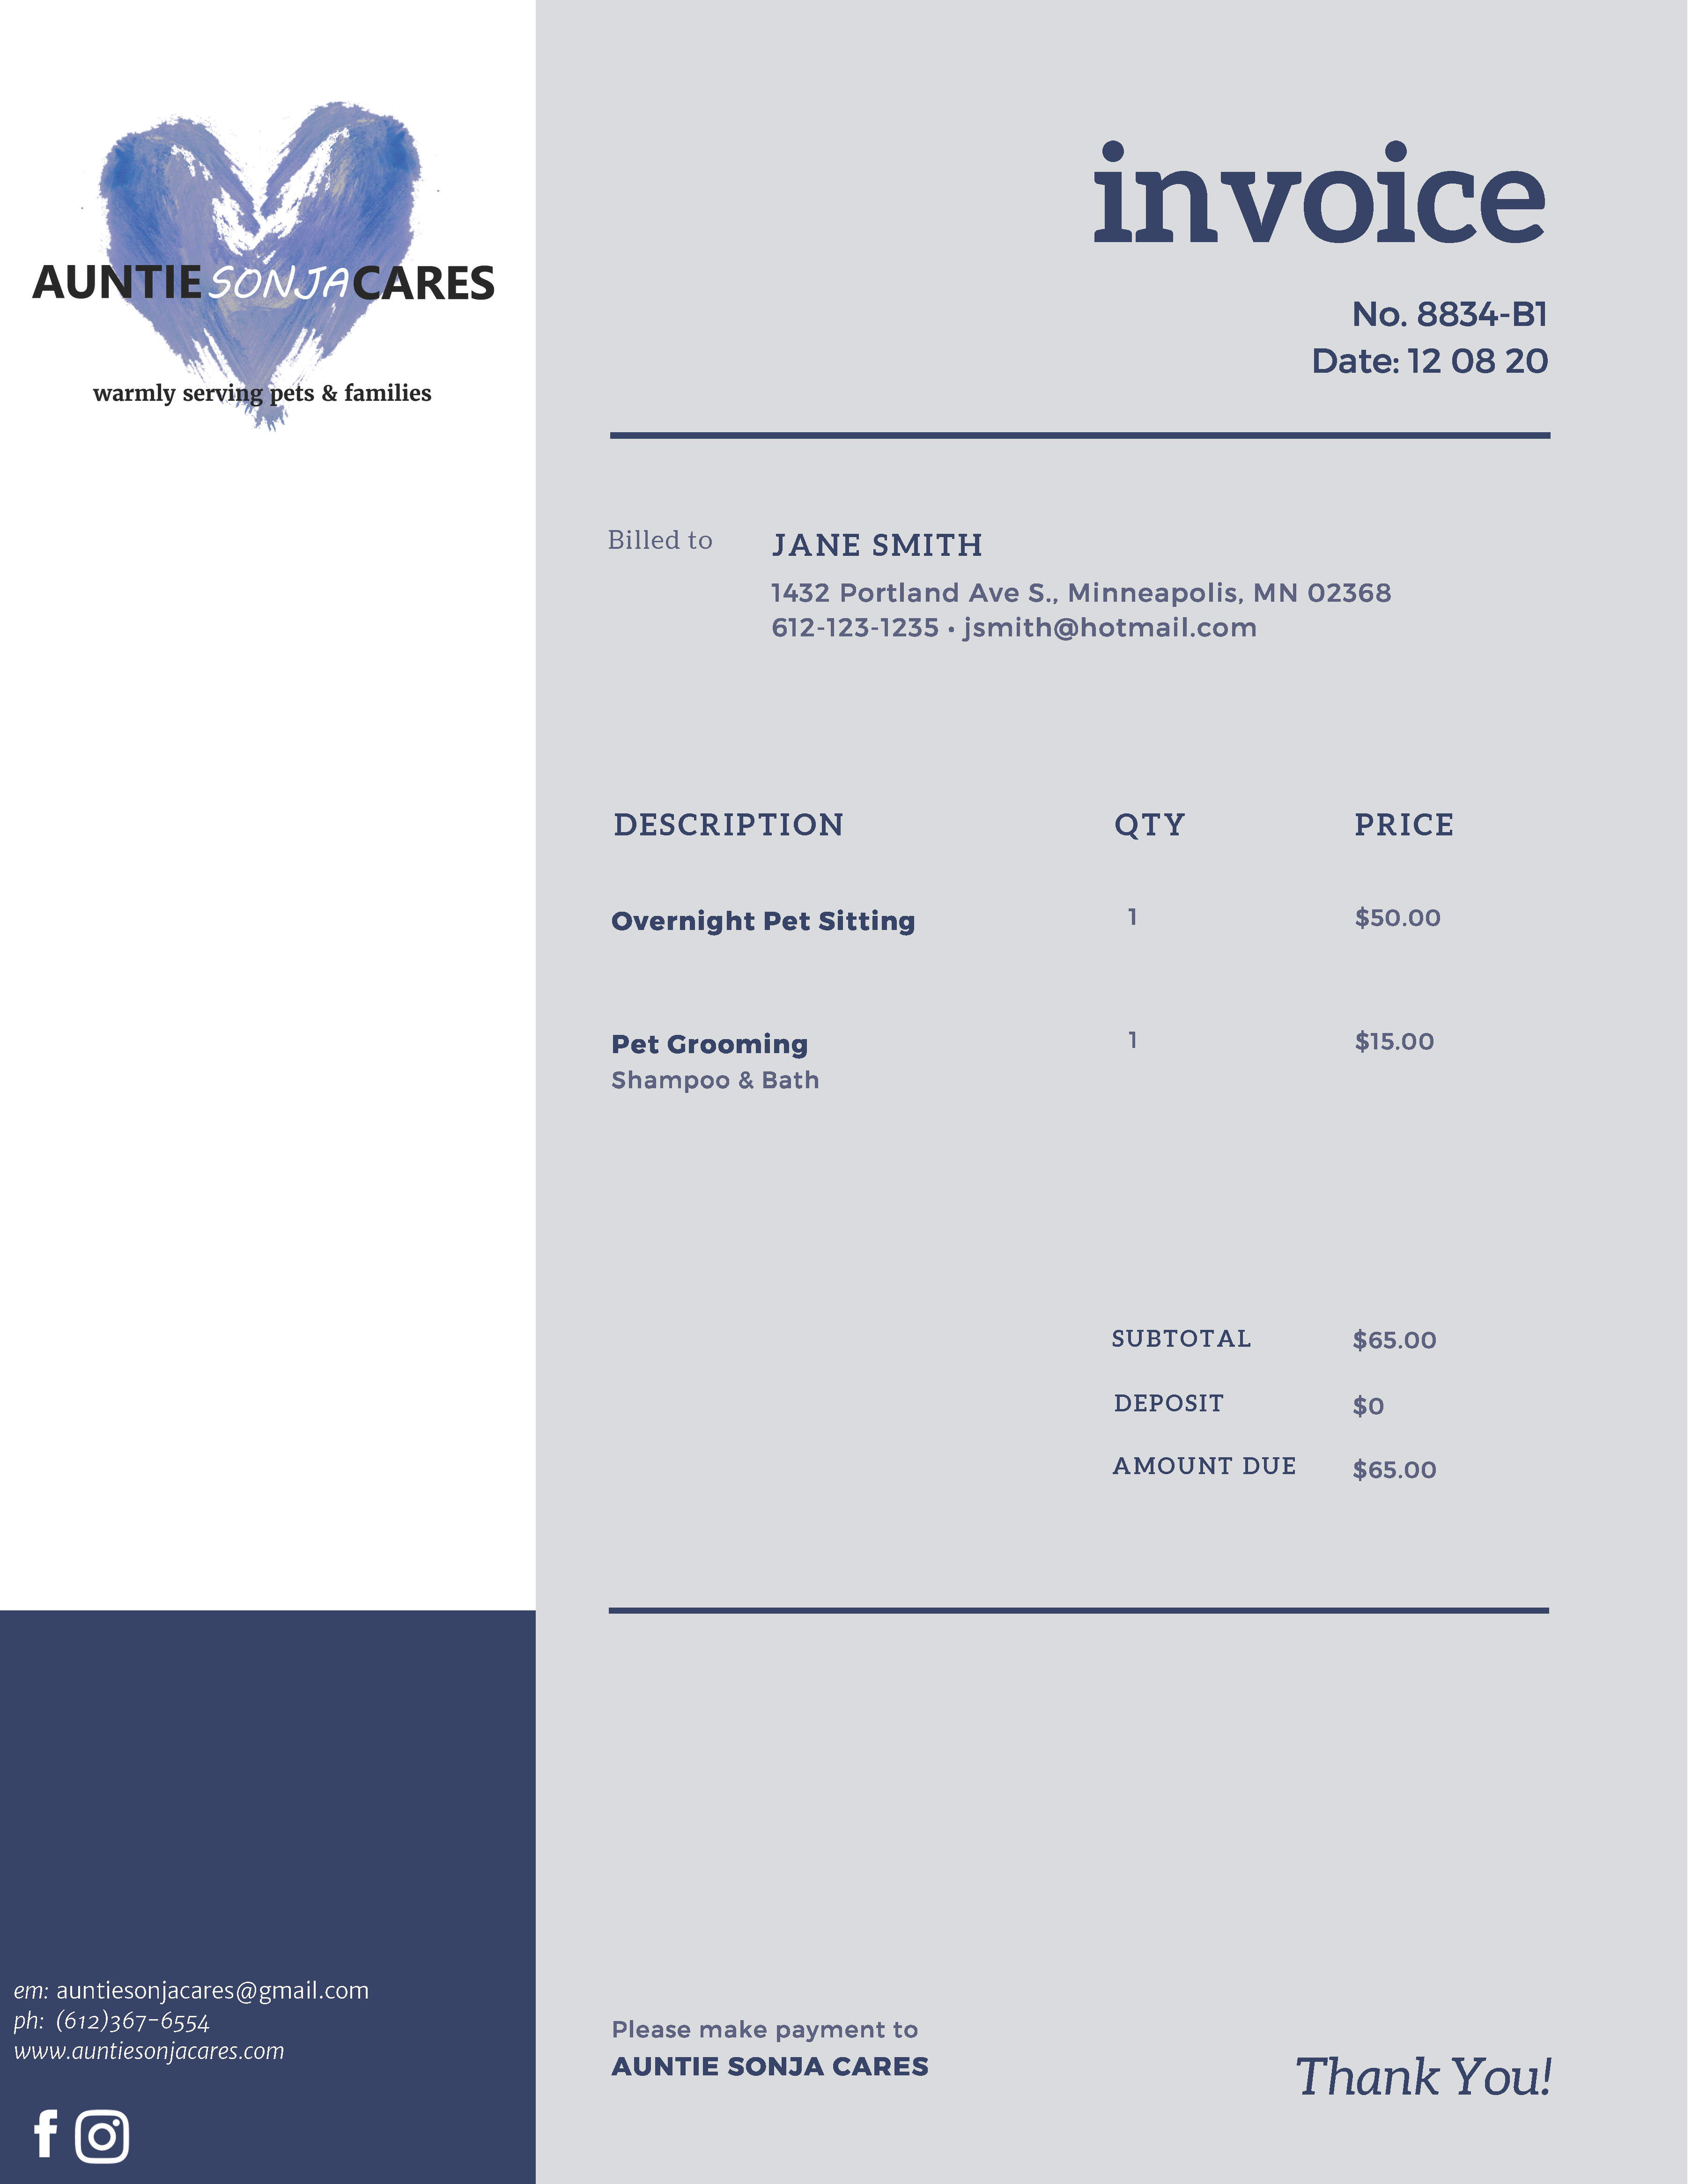 AUNTIE SONJA CARES
warmly serving pets & families
invoice
No. 8834-B1
Date: 12 08 20
Billed to JANE SMITH
1432 Portland Ave S., Minneapolis, MN 02368
612-123-1235 • jsmith@hotmail.com
DESCRIPTION QTY PRICE
Overnight Pet Sitting 1 $50.00
Pet Grooming 1 $15.00
Shampoo & Bath
SUBTOTAL $65.00
DEPOSIT $0
AMOUNT DUE $65.00
em: auntiesonjacares@gmail.com
ph: (612)367-6554
www.auntiesonjacares.com
Please make payment to
AUNTIE SONJA CARES
Thank You!